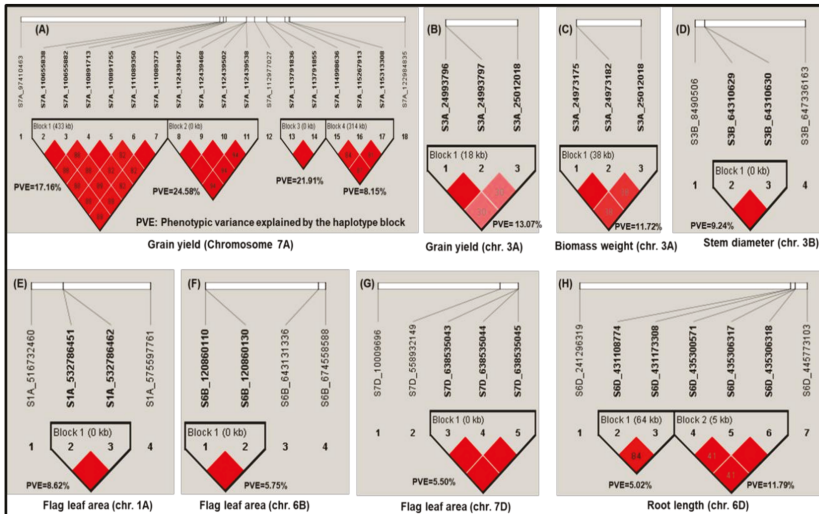 (A)
S7A_97410463
S7A_110655838
S7A_110655882
S7A_110891713
S7A_110891755
S7A_111089350
S7A_111089373
S7A_112439457
S7A_112439468
S7A_112439502
S7A_112439538
S7A_112977027
S7A_113791836
S7A_113791855
S7A_114998636
S7A_115267913
S7A_115313308
S7A_122984835
Block 1 (433 kb)
Block 2 (0 kb)
Block 3 (0 kb)
Block 4 (314 kb)
1 2 3 4 5 6 7 8 9 10 11 12 13 14 15 16 17 18
PVE=17.16%
PVE=24.58%
PVE=21.91%
PVE=8.15%
PVE: Phenotypic variance explained by the haplotype block
Grain yield (Chromosome 7A)
(B)
S3A_24993796
S3A_24993797
S3A_25012018
Block 1 (18 kb)
1 2 3
PVE= 13.07%
Grain yield (chr. 3A)
(C)
S3A_24973175
S3A_24973182
S3A_25012018
Block 1 (38 kb)
1 2 3
PVE=11.72%
Biomass weight (chr. 3A)
(D)
S3B_8490506
S3B_64310629
S3B_64310630
S3B_647336163
Block 1 (0 kb)
1 2 3 4
PVE=9.24%
Stem diameter (chr. 3B)
(E)
S1A_516732460
S1A_532786451
S1A_532786462
S1A_575597761
Block 1 (0 kb)
1 2 3 4
PVE=8.62%
Flag leaf area (chr. 1A)
(F)
S6B_120860110
S6B_120860130
S6B_643131336
S6B_674558588
Block 1 (0 kb)
1 2 3 4
PVE=5.75%
Flag leaf area (chr. 6B)
(G)
S7D_10009696
S7D_558932149
S7D_638535043
S7D_638535044
S7D_638535045
Block 1 (0 kb)
1 2 3 4 5
PVE=5.50%
Flag leaf area (chr. 7D)
(H)
S6D_241296319
S6D_431108774
S6D_431173308
S6D_435300571
S6D_435306317
S6D_435306318
S6D_445773103
Block 1 (64 kb)
Block 2 (5 kb)
1 2 3 4 5 6 7
84
41
41
PVE=5.02%
PVE=11.79%
Root length (chr. 6D)